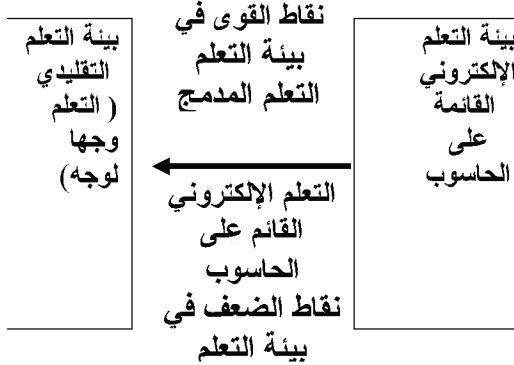 بيئة التعلم
الإلكتروني
القائمة
على
الحاسوب
نقاط القوى في
بيئة التعلم
التعلم المدمج
التعلم الإلكتروني
القائم على
الحاسوب
نقاط الضعف في
بيئة التعلم
بيئة التعلم
التقليدي
( التعلم
وجها
لوجه)